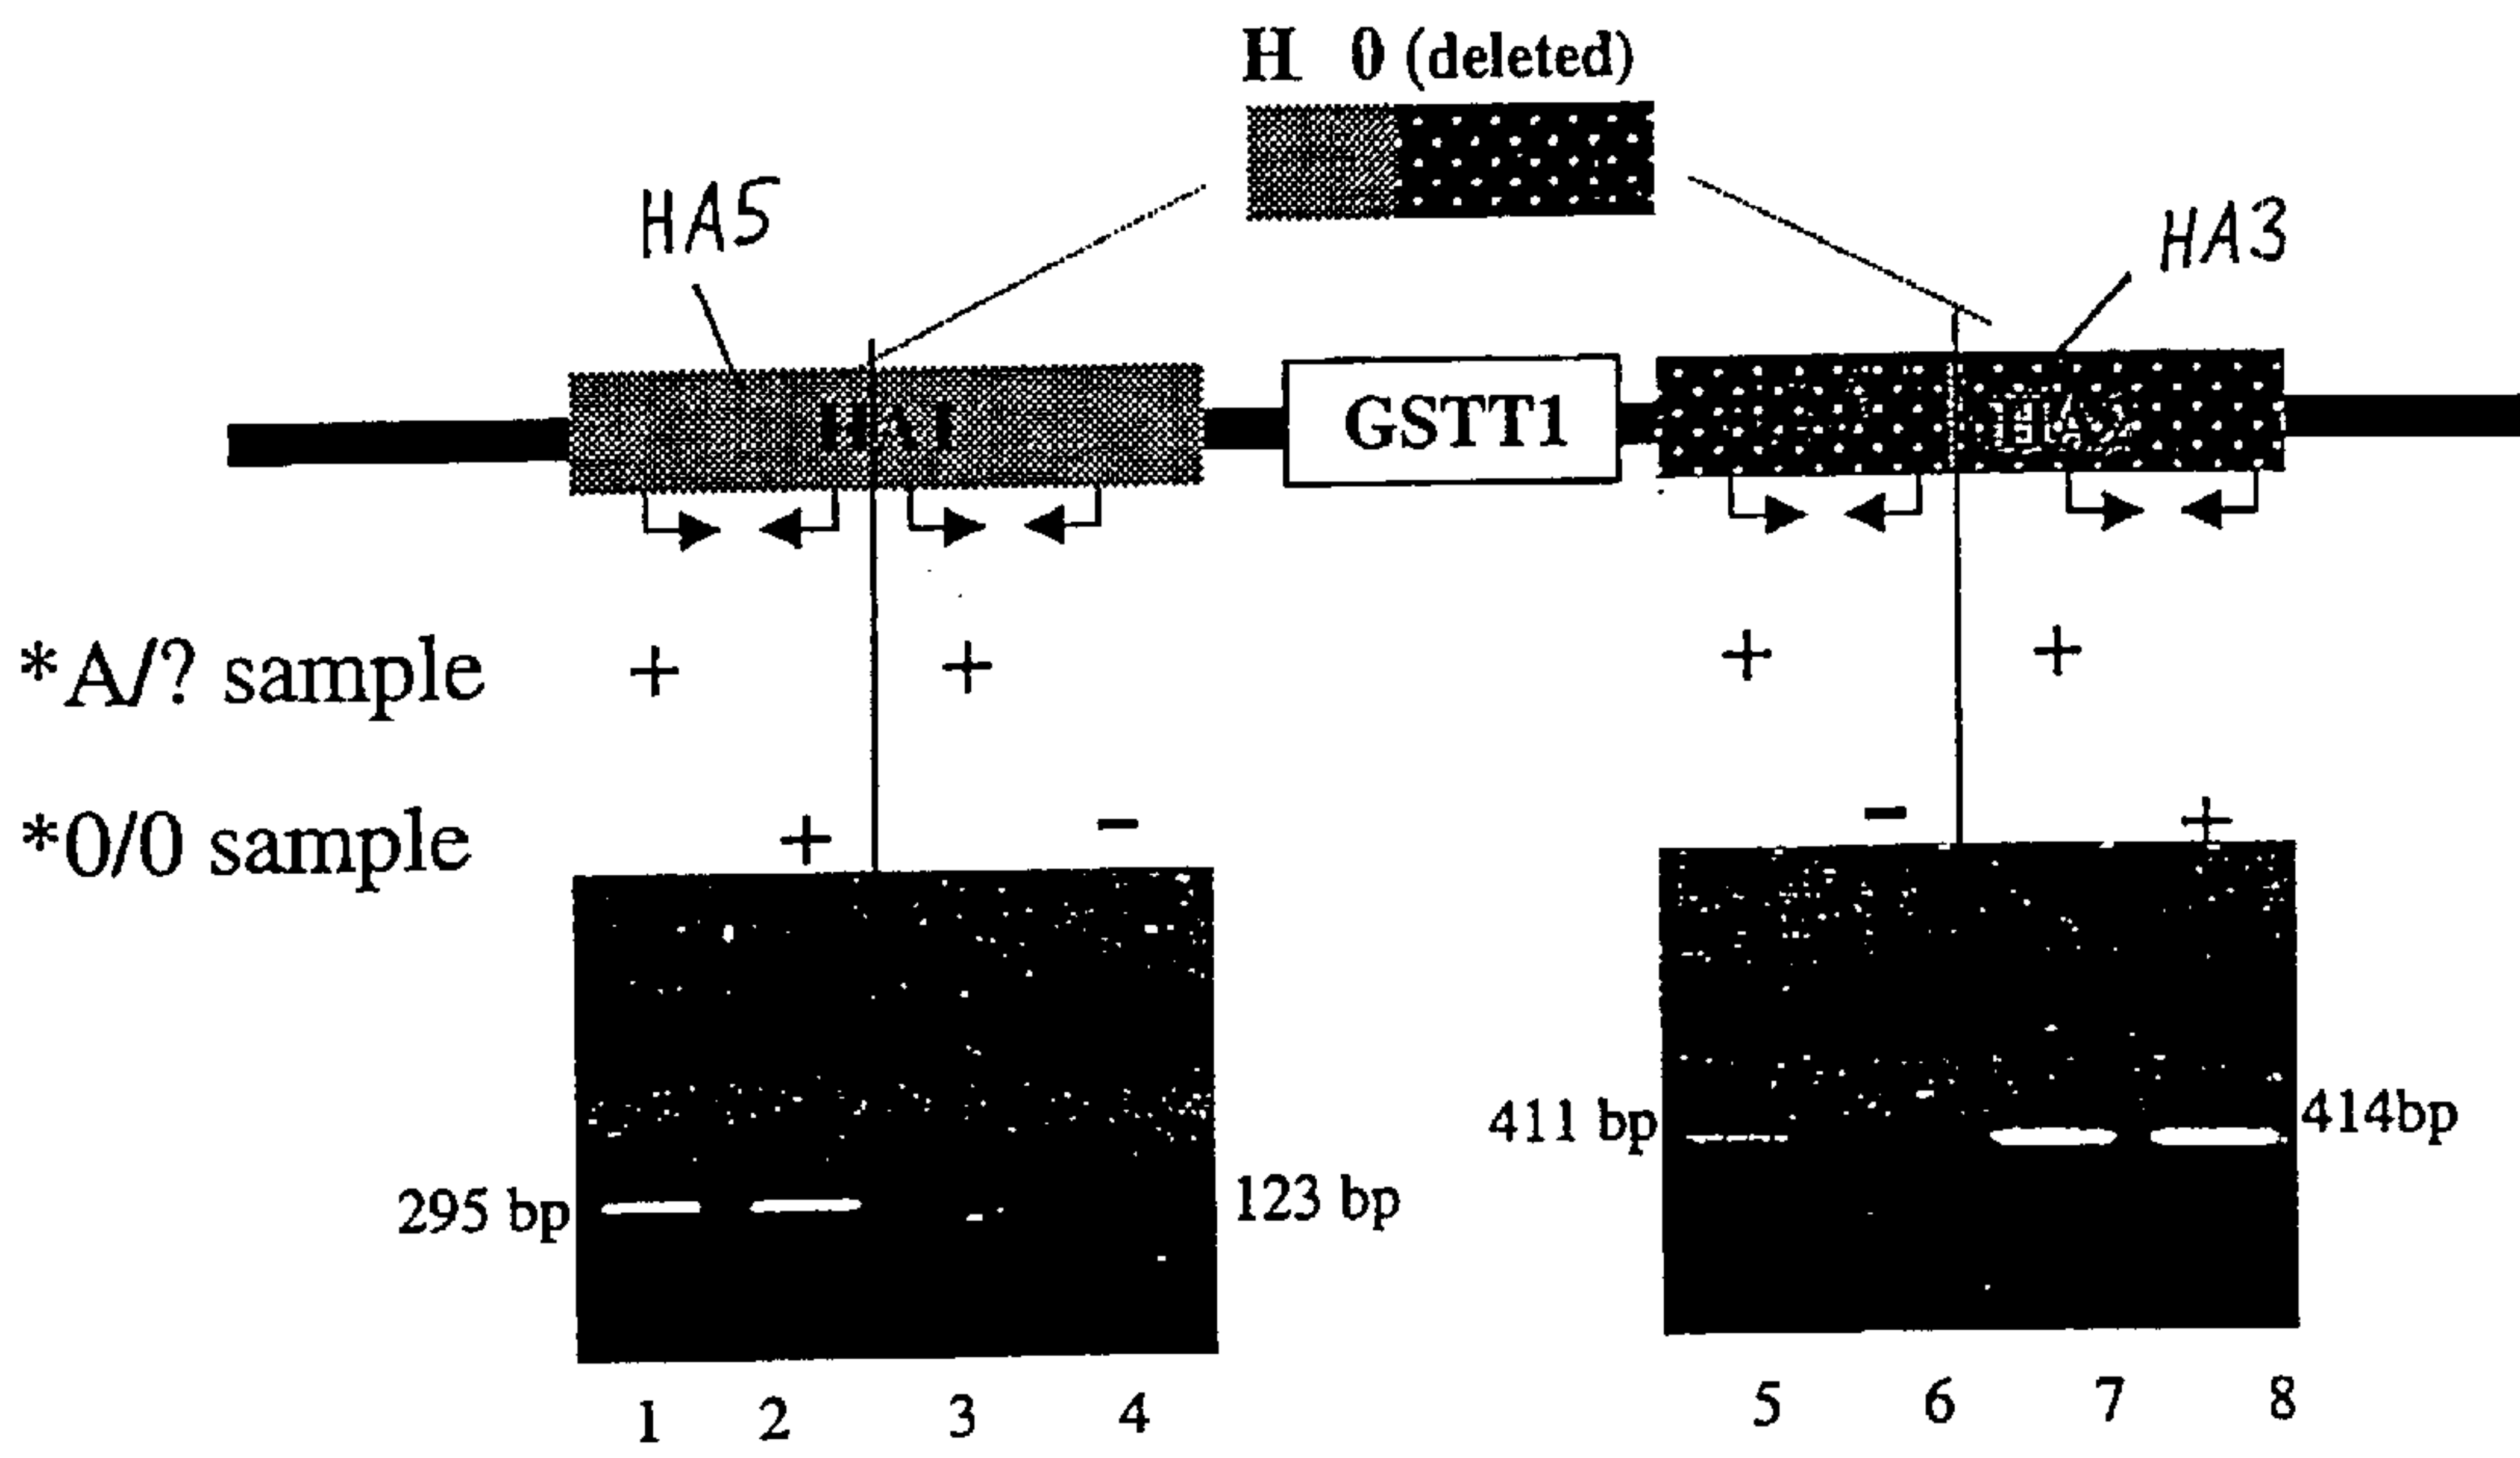 H 0 (deleted)
HA5
HA3
GSTT1
*A/? sample + + + +
*0/0 sample + - - +
411 bp
414bp
295 bp
123 bp
1 2 3 4 5 6 7 8